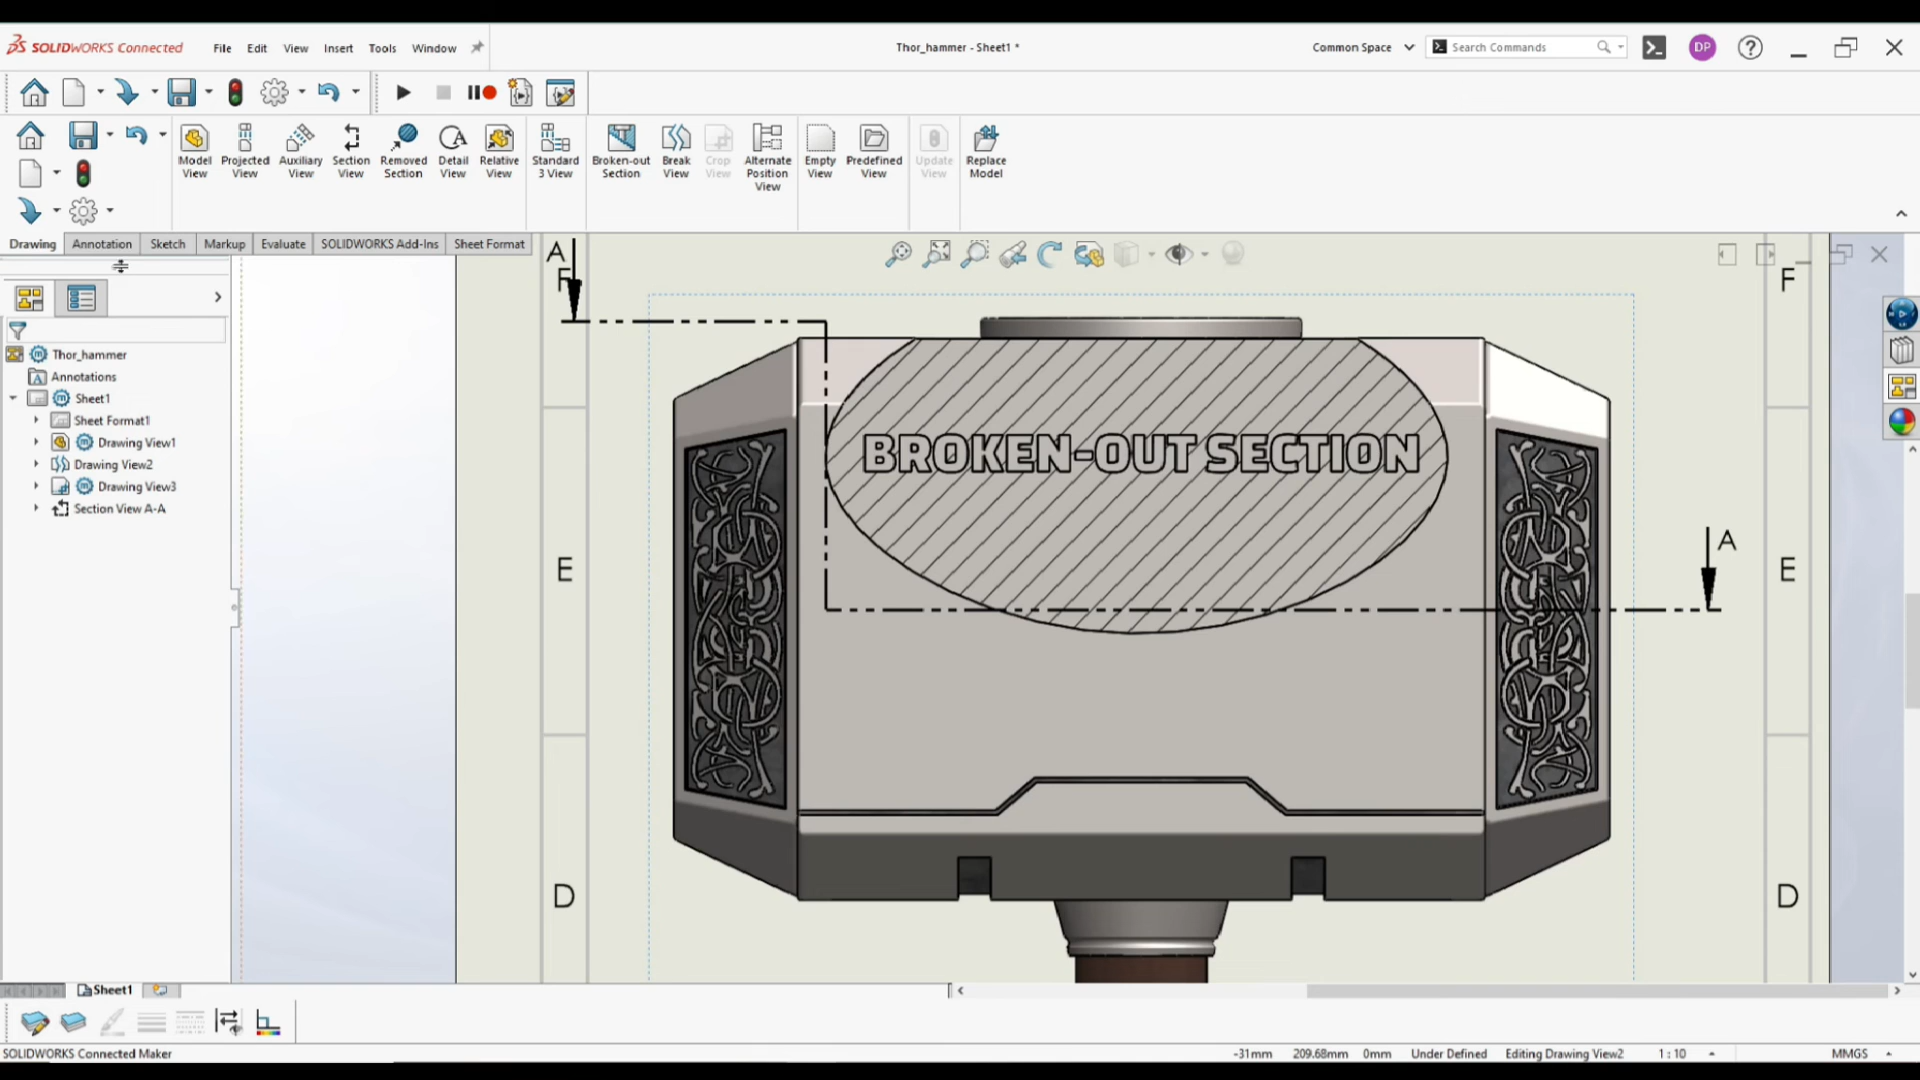 SOLIDWORKS Connected File Edit View Insert Tools Window Thor_hammer - Sheet1 * Common Space Search Commands DP
Model View Projected View Auxiliary View Section View Removed Section Detail View Relative View Standard 3 View Broken-out Section Break View Crop View Alternate Position View Empty View Predefined View Update View Replace Model
Drawing Annotation Sketch Markup Evaluate SOLIDWORKS Add-Ins Sheet Format
A
F F
Thor_hammer
Annotations
Sheet1
Sheet Format1
Drawing View1
Drawing View2
Drawing View3
Section View A-A
BROKEN-OUT SECTION
A
E E
D D
Sheet1
SOLIDWORKS Connected Maker -31mm 209.68mm 0mm Under Defined Editing Drawing View2 1:10 MMGS